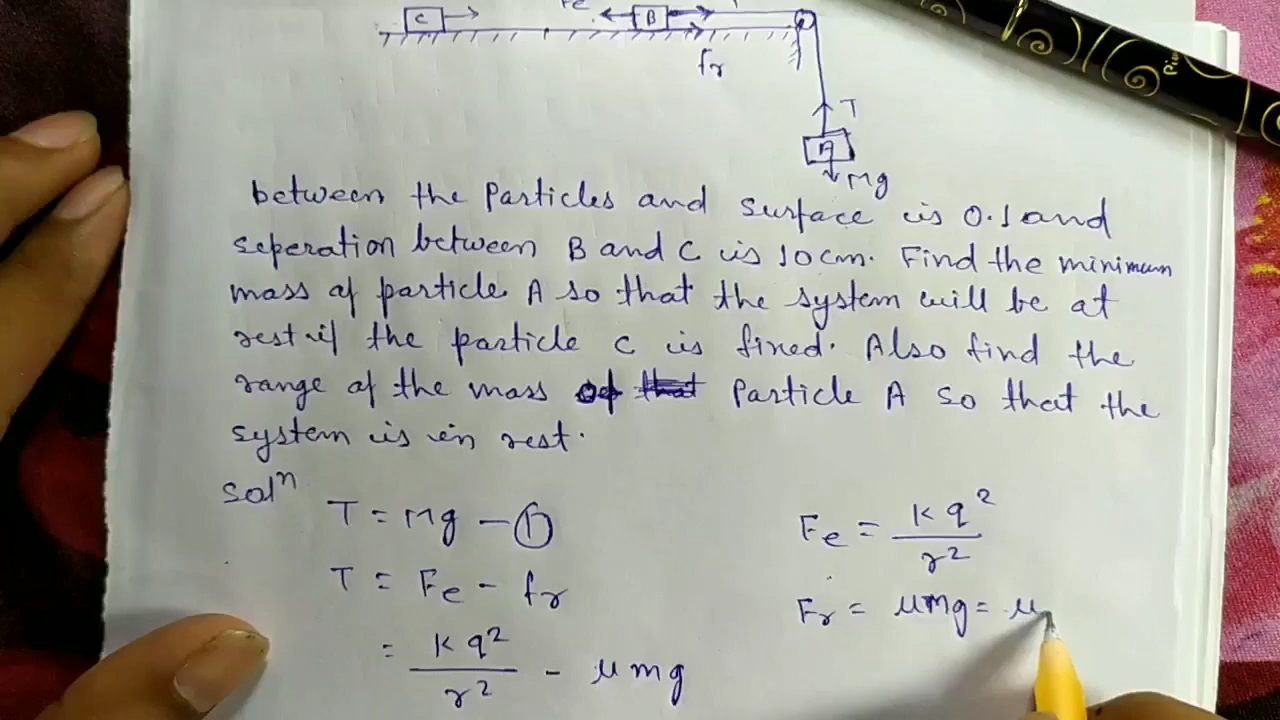 C
B
fr
T
A
Mg
between the particles and surface is 0.1 and
seperation between B and C is 10cm. Find the minimum
mass of particle A so that the system will be at
rest if the particle C is fixed. Also find the
range of the mass of that Particle A so that the
system is in rest.
Solⁿ
T = Mg - ①
T = Fe - fr
= kq²/r² - μmg
Fe = kq²/r²
Fr = μmg = μ